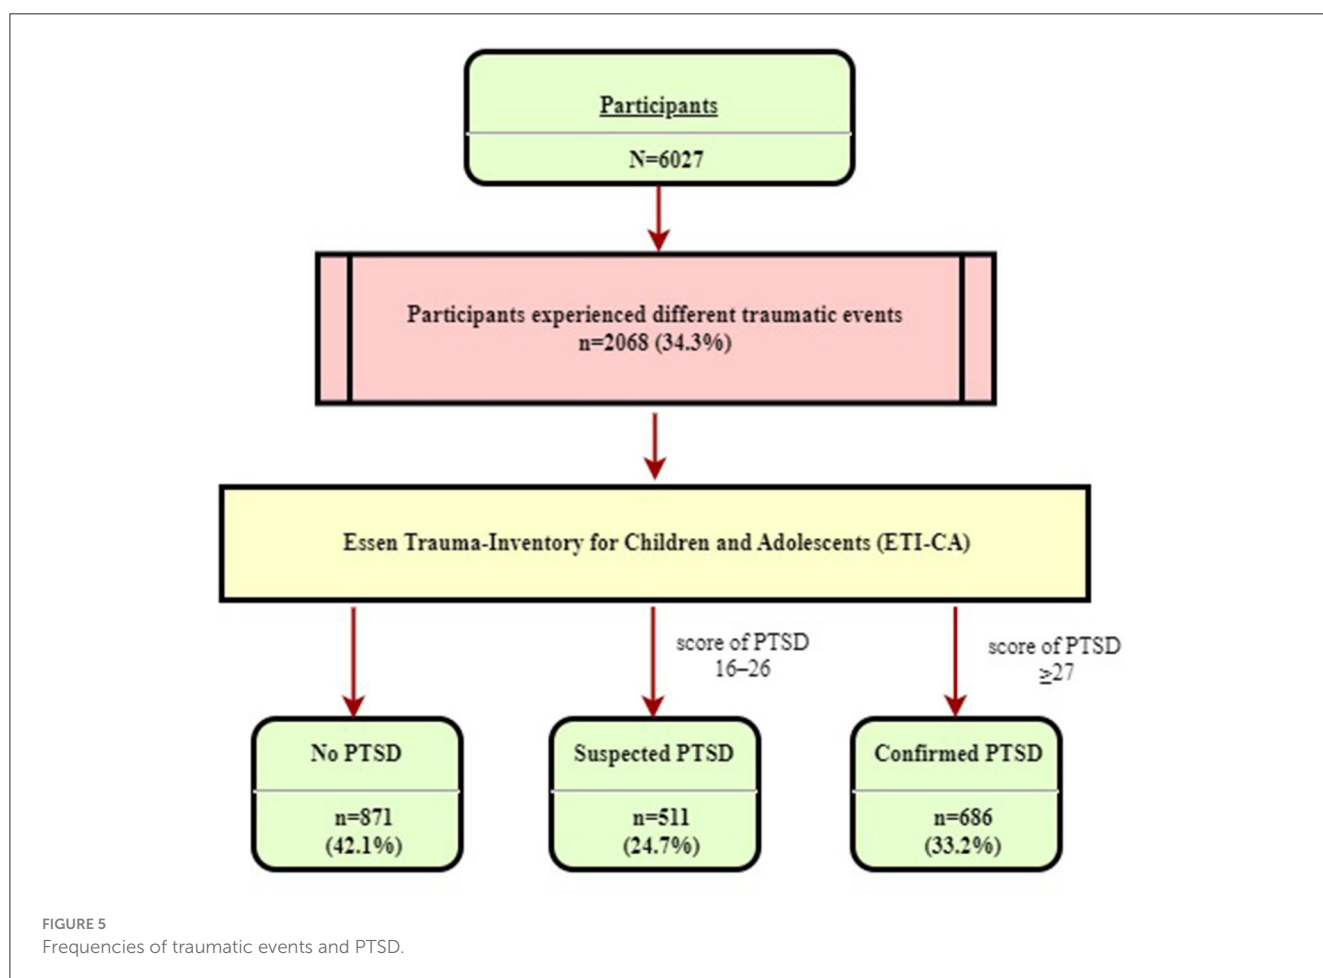 Participants
N=6027
Participants experienced different traumatic events
n=2068 (34.3%)
Essen Trauma-Inventory for Children and Adolescents (ETI-CA)
score of PTSD
16–26
score of PTSD
≥27
No PTSD
n=871
(42.1%)
Suspected PTSD
n=511
(24.7%)
Confirmed PTSD
n=686
(33.2%)
FIGURE 5
Frequencies of traumatic events and PTSD.